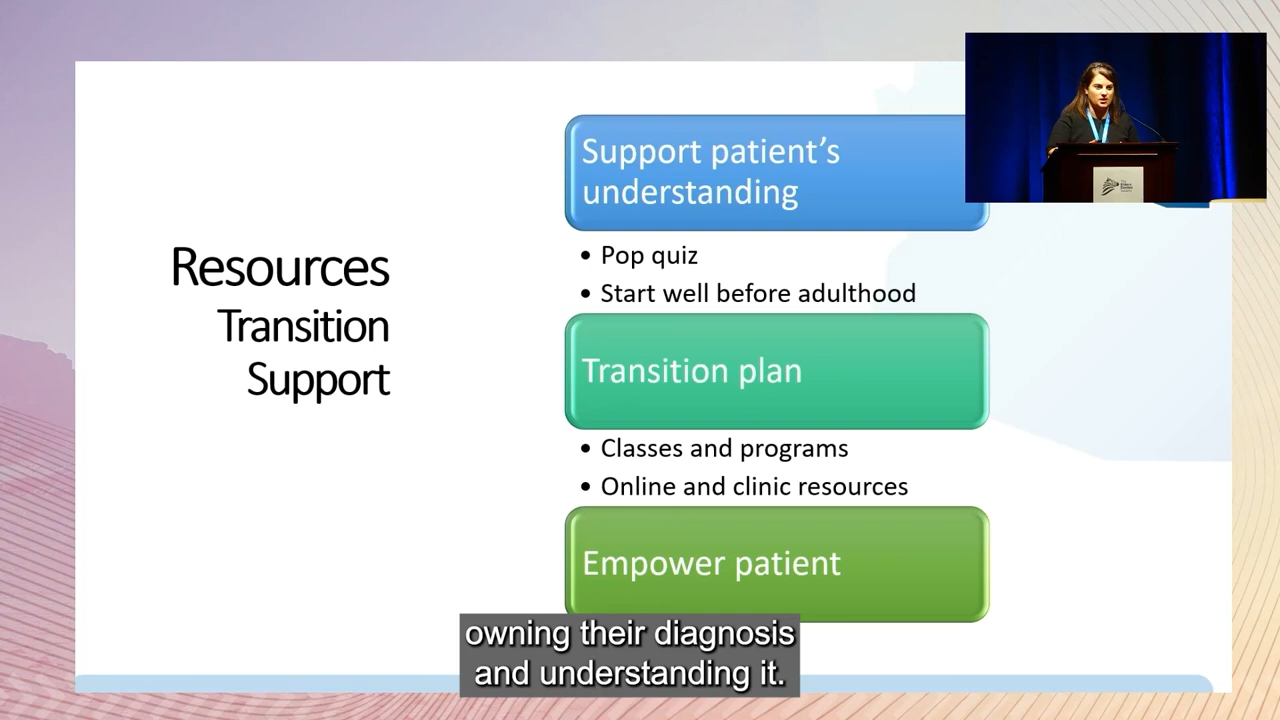 Support patient’s
understanding
• Pop quiz
• Start well before adulthood
Resources
Transition
Support
Transition plan
• Classes and programs
• Online and clinic resources
Empower patient
owning their diagnosis
and understanding it.